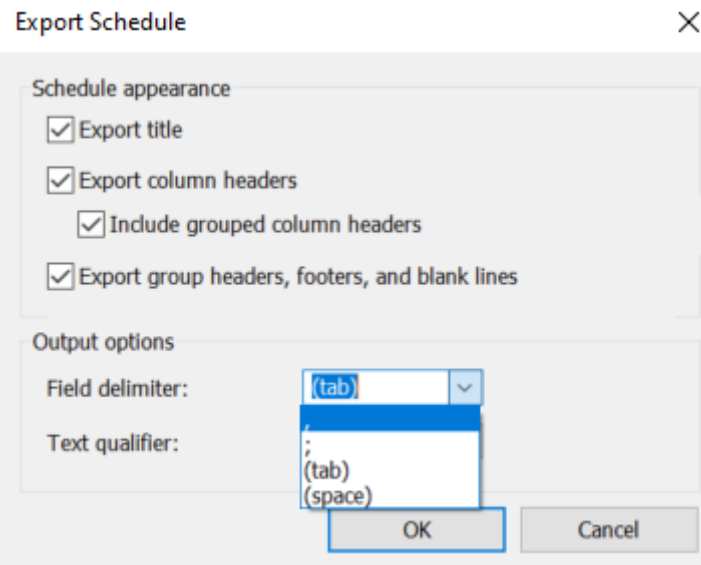 Export Schedule
Schedule appearance
Export title
Export column headers
Include grouped column headers
Export group headers, footers, and blank lines
Output options
Field delimiter: (tab)
,
Text qualifier:
;
(tab)
(space)
OK Cancel